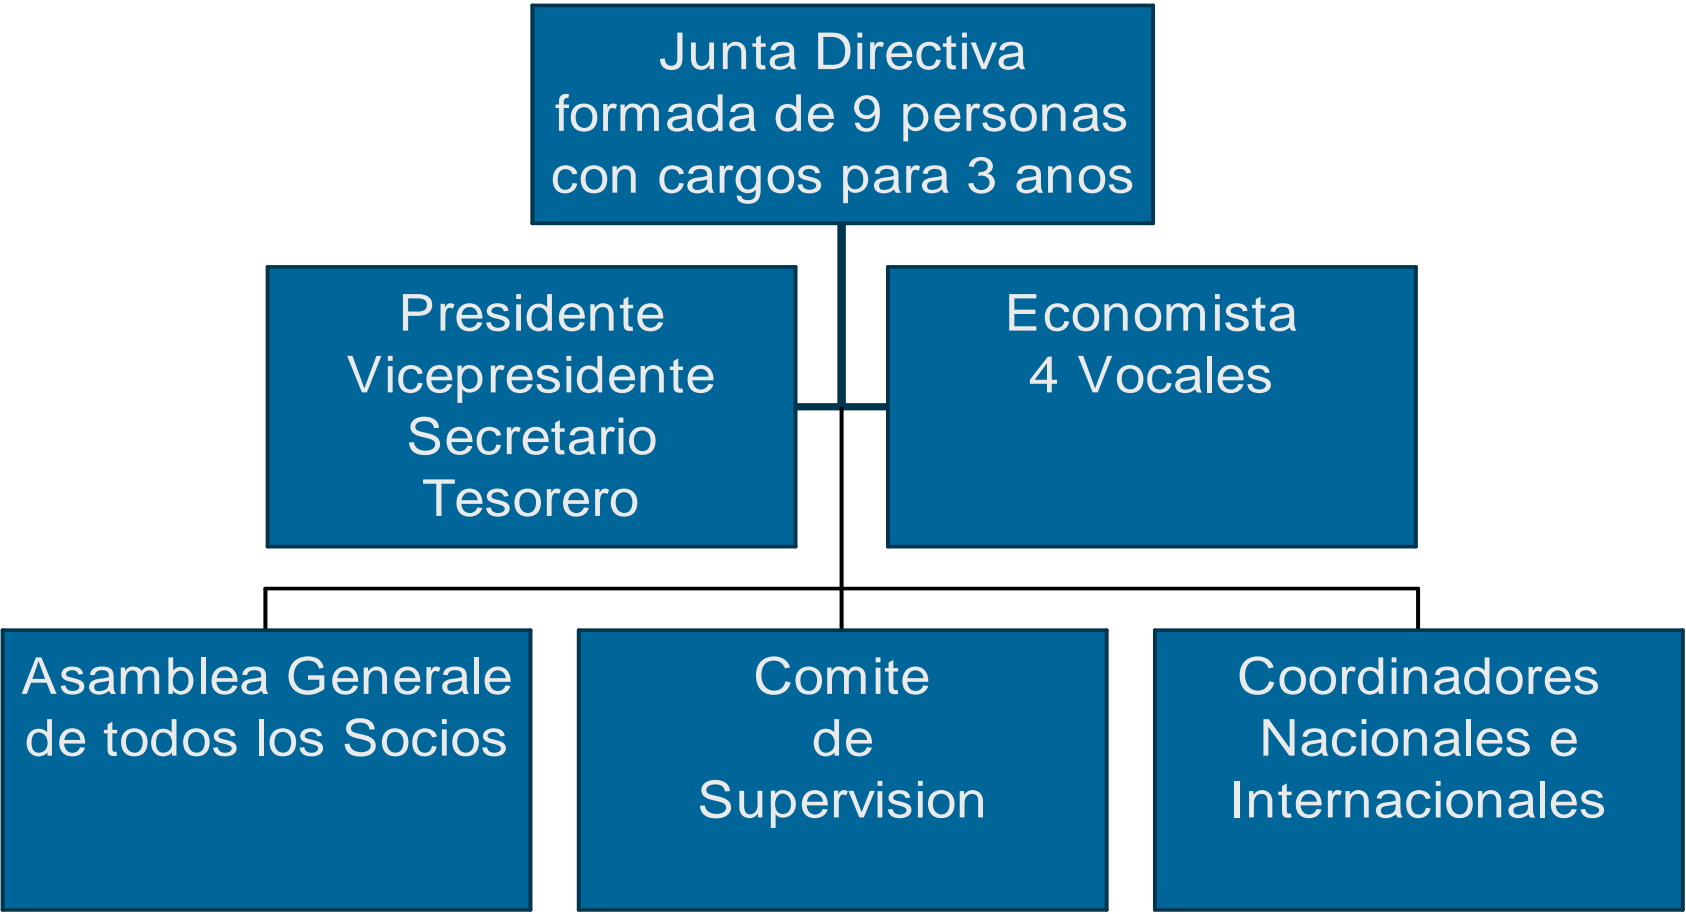 Junta Directiva
formada de 9 personas
con cargos para 3 anos
Presidente
Vicepresidente
Secretario
Tesorero
Economista
4 Vocales
Asamblea Generale
de todos los Socios
Comite
de
Supervision
Coordinadores
Nacionales e
Internacionales